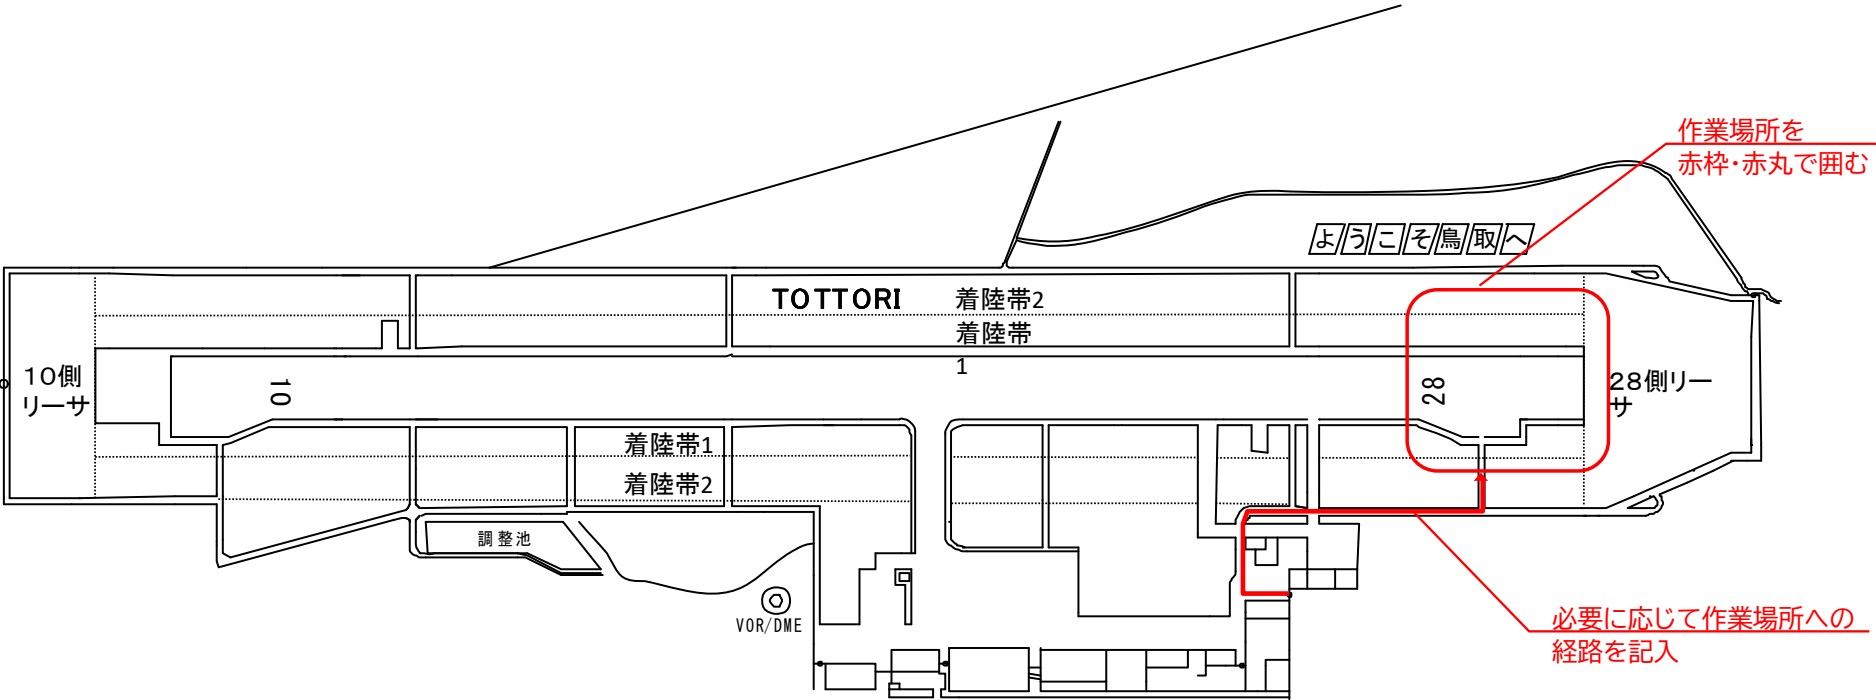 作業場所を
赤枠・赤丸で囲む
ようこそ鳥取へ
TOTTORI
着陸帯2
着陸帯
1
10側
リーサ
10
28
28側リー
サ
着陸帯1
着陸帯2
調整池
VOR/DME
必要に応じて作業場所への
経路を記入